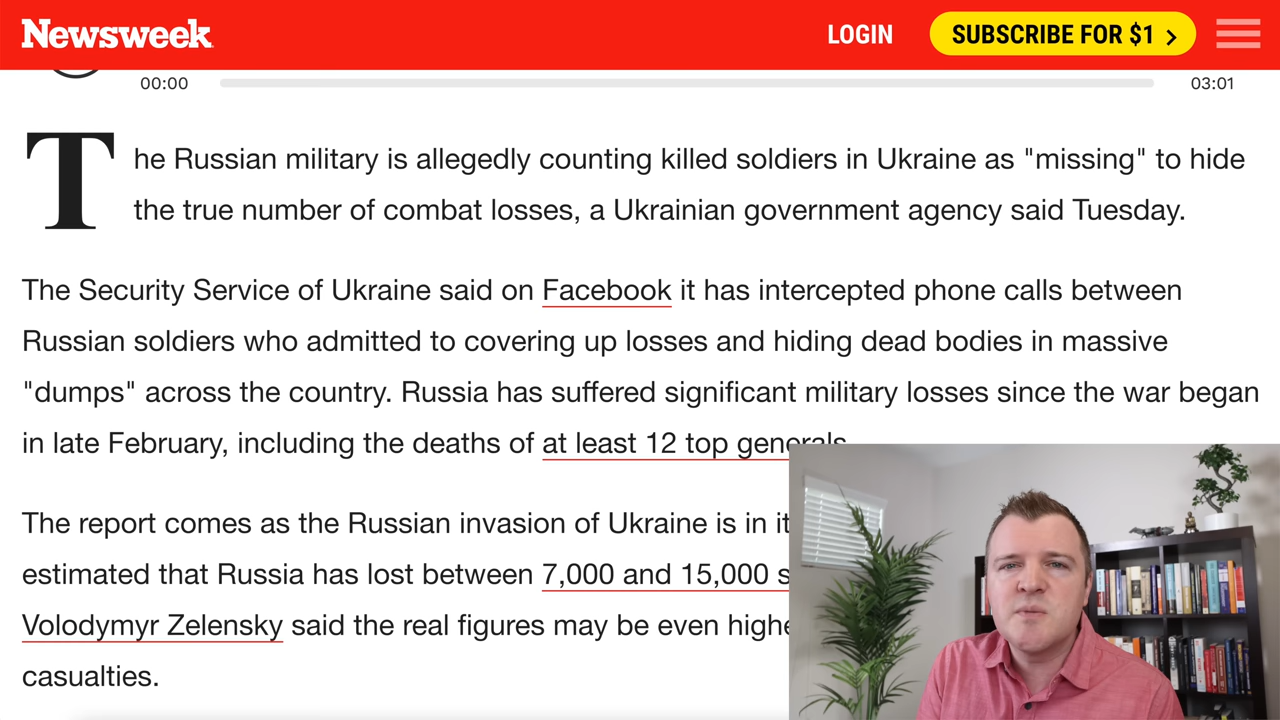 Newsweek
LOGIN
SUBSCRIBE FOR $1 >
00:00
03:01
The Russian military is allegedly counting killed soldiers in Ukraine as "missing" to hide
the true number of combat losses, a Ukrainian government agency said Tuesday.
The Security Service of Ukraine said on Facebook it has intercepted phone calls between
Russian soldiers who admitted to covering up losses and hiding dead bodies in massive
"dumps" across the country. Russia has suffered significant military losses since the war began
in late February, including the deaths of at least 12 top generals
The report comes as the Russian invasion of Ukraine is in
estimated that Russia has lost between 7,000 and 15,000
Volodymyr Zelensky said the real figures may be even
casualties.